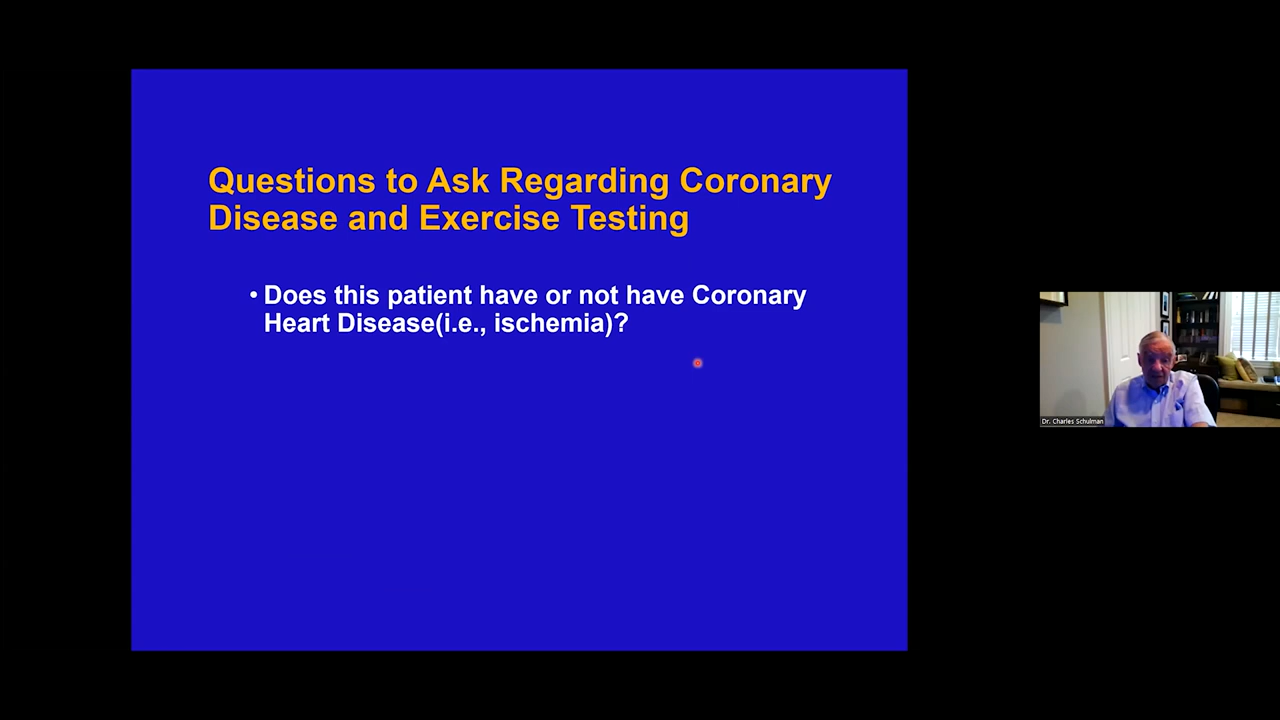 Questions to Ask Regarding Coronary
Disease and Exercise Testing
• Does this patient have or not have Coronary
Heart Disease(i.e., ischemia)?
Dr. Charles Schulman